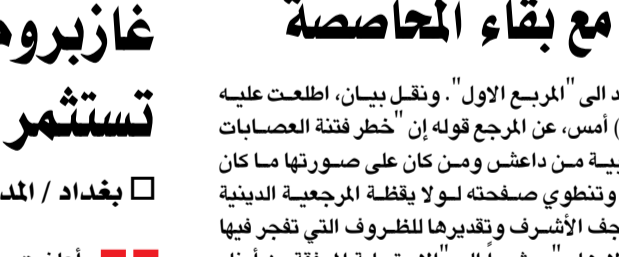 مع بقاء المحاصصة
د الى "المربع الاول". ونقل بيان، اطلعت عليه
) أمس، عن المرجع قوله إن "خطر فتنة العصابات
بية من داعش ومن كان على صورتها ما كان
وتنطوي صفحته لولا يقظة المرجعية الدينية
جف الأشرف وتقديرها للظروف التي تفجر فيها
غازبروم
تستثمر
□ بغداد / المد